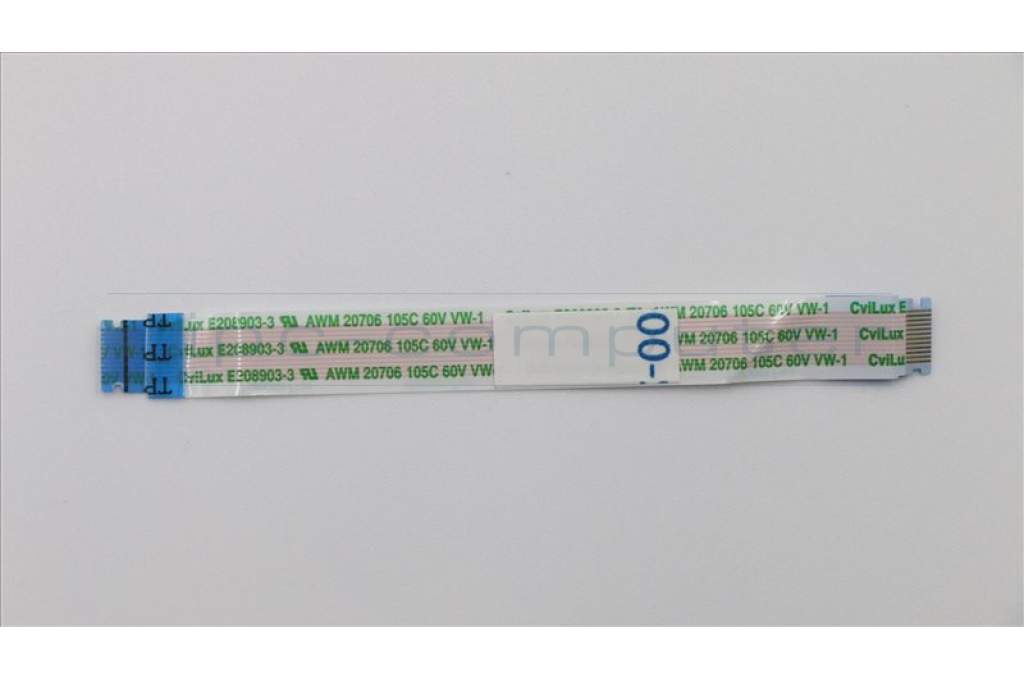 TP CviLux E208903-3 AWM 20706 105C 60V VW-1 AWM 20706 105C 60V VW-1 CviLux E
TP CviLux E208903-3 AWM 20706 105C 60V VW-1 AWM 20706 105C 60V VW-1 CviLux
TP CviLux E208903-3 AWM 20706 105C 60V VW AWM 20706 105C 60V VW-1 CviLu
-00